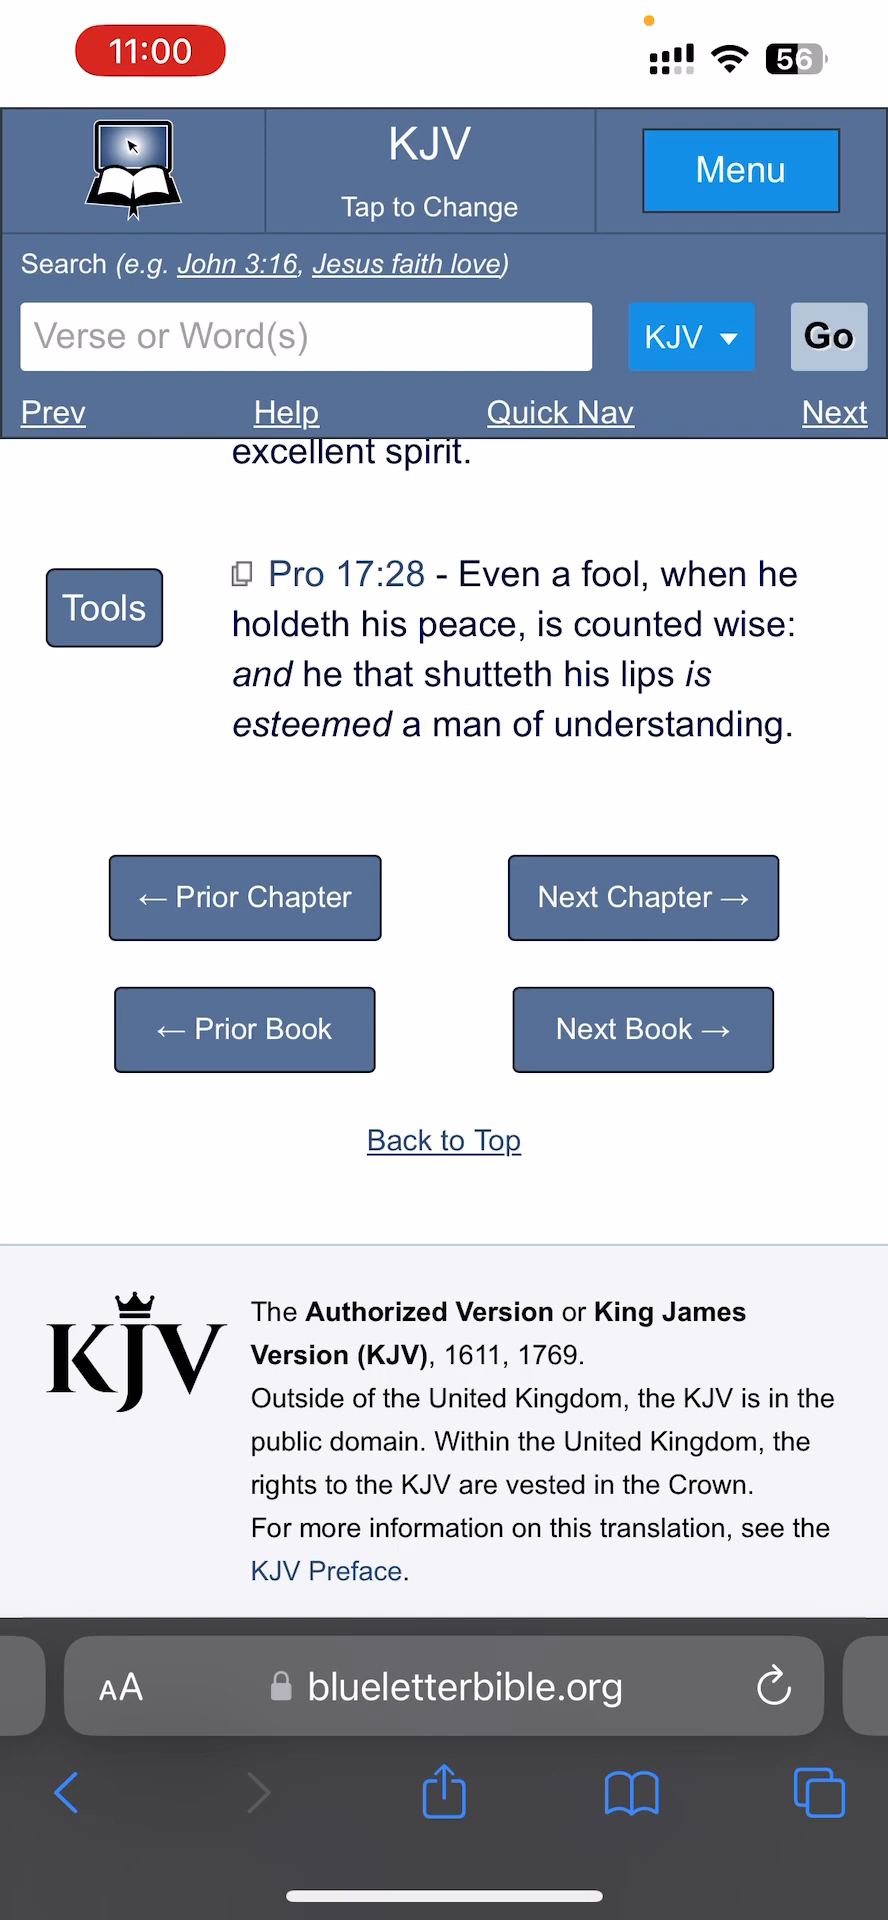 11:00
56
KJV
Tap to Change
Menu
Search (e.g. John 3:16, Jesus faith love)
Verse or Word(s)
KJV
Go
Prev Help Quick Nav Next
excellent spirit.
Tools
Pro 17:28 - Even a fool, when he
holdeth his peace, is counted wise:
and he that shutteth his lips is
esteemed a man of understanding.
← Prior Chapter
Next Chapter →
← Prior Book
Next Book →
Back to Top
KJV
The Authorized Version or King James
Version (KJV), 1611, 1769.
Outside of the United Kingdom, the KJV is in the
public domain. Within the United Kingdom, the
rights to the KJV are vested in the Crown.
For more information on this translation, see the
KJV Preface.
AA
blueletterbible.org